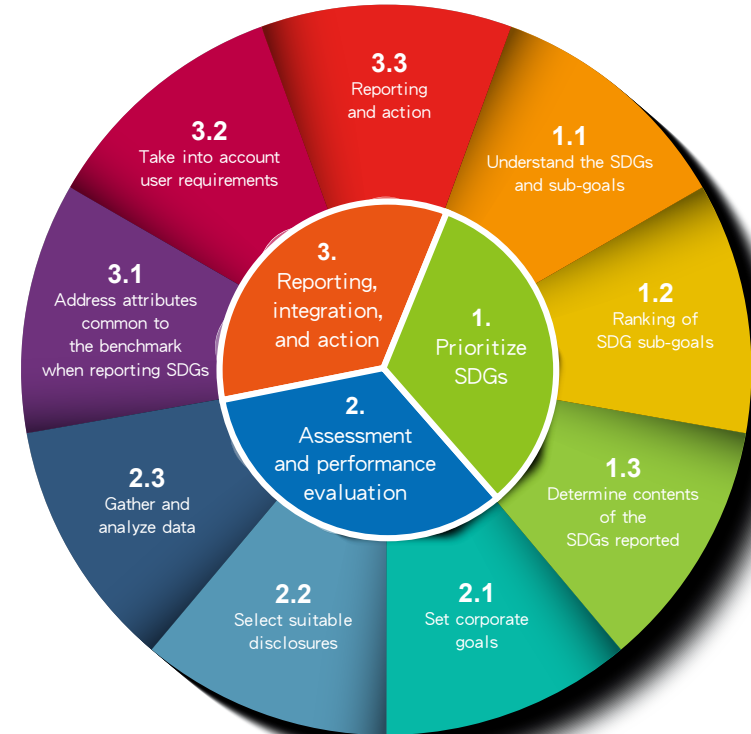 1.
Prioritize
SDGs
1.1
Understand the SDGs
and sub-goals
1.2
Ranking of
SDG sub-goals
1.3
Determine contents
of the
SDGs reported
2.
Assessment
and performance
evaluation
2.1
Set corporate
goals
2.2
Select suitable
disclosures
2.3
Gather and
analyze data
3.
Reporting,
integration,
and action
3.1
Address attributes
common to
the benchmark
when reporting SDGs
3.2
Take into account
user requirements
3.3
Reporting
and action